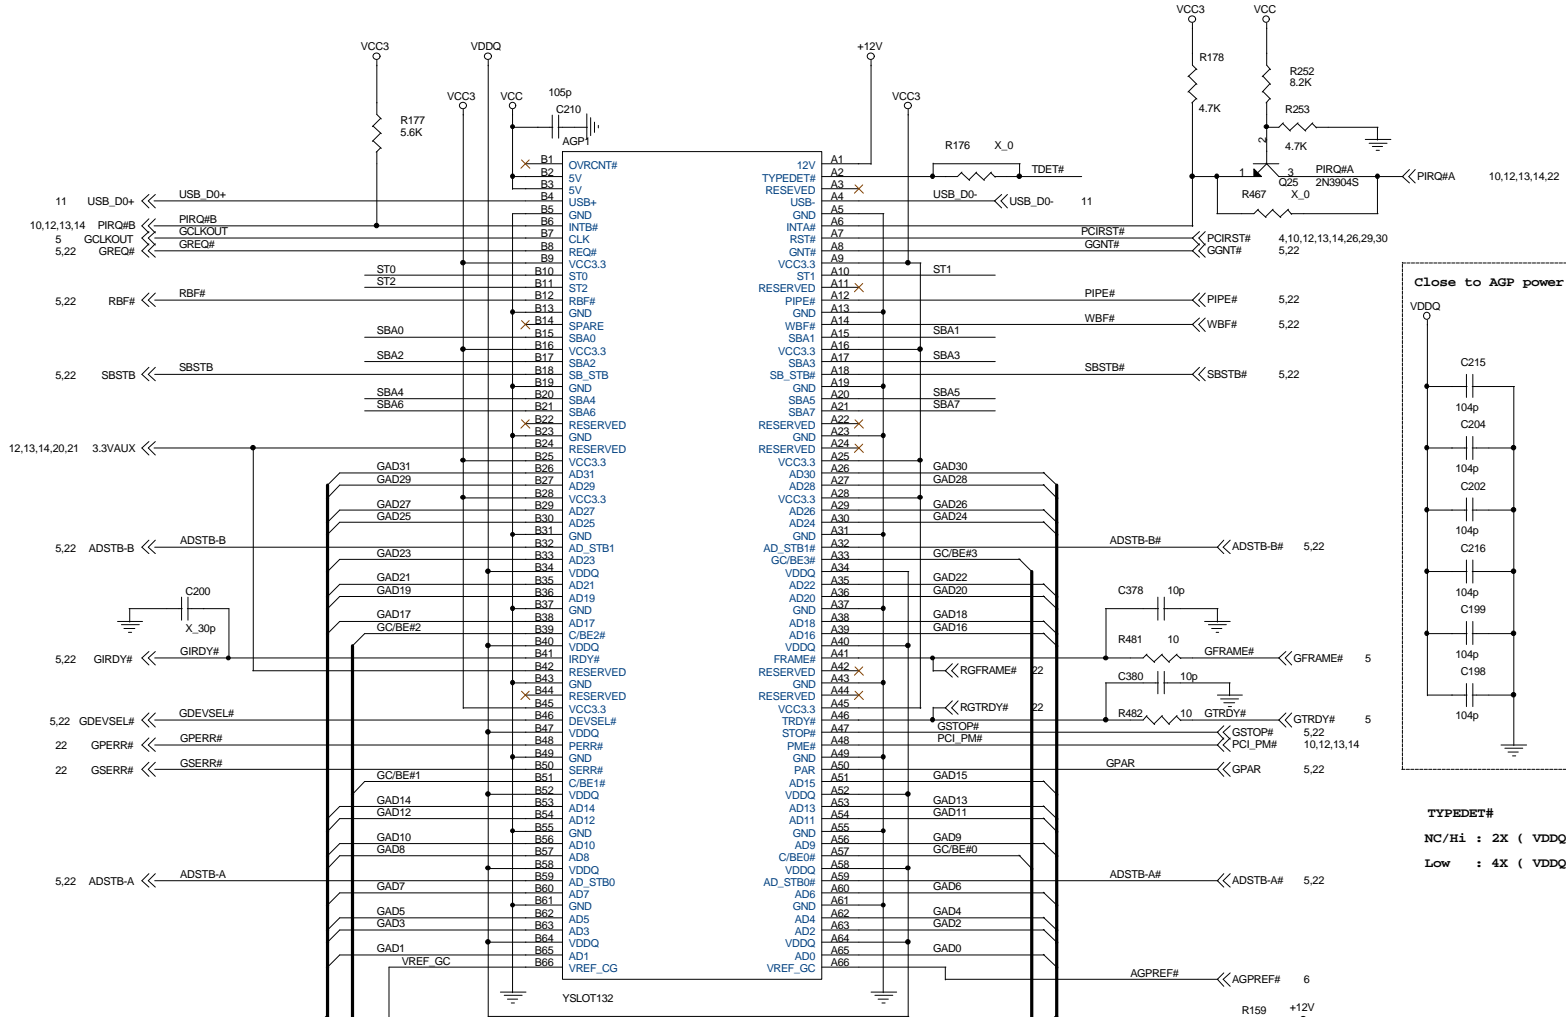 VCC3 VCC
VCC3 VDDQ +12V
R178 R252 8.2K
VCC3 VCC 105p C210 VCC3
4.7K R253 4.7K
R177 5.6K
AGP1
R176 X_0 TDET#
1 2 3 Q25 2N3904S PIRQ#A PIRQ#A 10,12,13,14,22
R467 X_0
B1 OVRCNT# 12V A1
B2 5V TYPEDET# A2
B3 5V RESEVED A3
11 USB_D0+ USB_D0+ B4 USB+ USB- A4 USB_D0- USB_D0- 11
B5 GND GND A5
10,12,13,14 PIRQ#B PIRQ#B B6 INTB# INTA# A6
5 GCLKOUT GCLKOUT B7 CLK RST# A7 PCIRST# PCIRST# 4,10,12,13,14,26,29,30
5,22 GREQ# GREQ# B8 REQ# GNT# A8 GGNT# GGNT# 5,22
B9 VCC3.3 VCC3.3 A9
ST0 B10 ST0 ST1 A10 ST1
ST2 B11 ST2 RESERVED A11
5,22 RBF# RBF# B12 RBF# PIPE# A12 PIPE# PIPE# 5,22
B13 GND GND A13
B14 SPARE WBF# A14 WBF# WBF# 5,22
SBA0 B15 SBA0 SBA1 A15 SBA1
B16 VCC3.3 VCC3.3 A16
SBA2 B17 SBA2 SBA3 A17 SBA3
5,22 SBSTB SBSTB B18 SB_STB SB_STB# A18 SBSTB# SBSTB# 5,22
B19 GND GND A19
SBA4 B20 SBA4 SBA5 A20 SBA5
SBA6 B21 SBA6 SBA7 A21 SBA7
B22 RESERVED RESERVED A22
B23 GND GND A23
12,13,14,20,21 3.3VAUX B24 RESERVED RESERVED A24
B25 VCC3.3 VCC3.3 A25
GAD31 B26 AD31 AD30 A26 GAD30
GAD29 B27 AD29 AD28 A27 GAD28
B28 VCC3.3 VCC3.3 A28
GAD27 B29 AD27 AD26 A29 GAD26
GAD25 B30 AD25 AD24 A30 GAD24
B31 GND GND A31
5,22 ADSTB-B ADSTB-B B32 AD_STB1 AD_STB1# A32 ADSTB-B# ADSTB-B# 5,22
GAD23 B33 AD23 GC/BE3# A33 GC/BE#3
B34 VDDQ VDDQ A34
GAD21 B35 AD21 AD22 A35 GAD22
GAD19 B36 AD19 AD20 A36 GAD20
C200 X_30p C378 10p
B37 GND GND A37
GAD17 B38 AD17 AD18 A38 GAD18
GC/BE#2 B39 C/BE2# AD16 A39 GAD16
B40 VDDQ VDDQ A40 R481 10
5,22 GIRDY# GIRDY# B41 IRDY# FRAME# A41 GFRAME# GFRAME# 5
B42 RESERVED RESERVED A42 RGFRAME# 22
B43 GND GND A43 C380 10p
B44 RESERVED RESERVED A44
B45 VCC3.3 VCC3.3 A45 RGTRDY# 22
5,22 GDEVSEL# GDEVSEL# B46 DEVSEL# TRDY# A46 R482 10 GTRDY# GTRDY# 5
B47 VDDQ STOP# A47 GSTOP# GSTOP# 5,22
22 GPERR# GPERR# B48 PERR# PME# A48 PCI_PM# PCI_PM# 10,12,13,14
B49 GND GND A49
22 GSERR# GSERR# B50 SERR# PAR A50 GPAR GPAR 5,22
GC/BE#1 B51 C/BE1# AD15 A51 GAD15
B52 VDDQ VDDQ A52
GAD14 B53 AD14 AD13 A53 GAD13
GAD12 B54 AD12 AD11 A54 GAD11
B55 GND GND A55
GAD10 B56 AD10 AD9 A56 GAD9
GAD8 B57 AD8 C/BE0# A57 GC/BE#0
B58 VDDQ VDDQ A58
5,22 ADSTB-A ADSTB-A B59 AD_STB0 AD_STB0# A59 ADSTB-A# ADSTB-A# 5,22
GAD7 B60 AD7 AD6 A60 GAD6
B61 GND GND A61
GAD5 B62 AD5 AD4 A62 GAD4
GAD3 B63 AD3 AD2 A63 GAD2
B64 VDDQ VDDQ A64
GAD1 B65 AD1 AD0 A65 GAD0
VREF_GC B66 VREF_CG VREF_GC A66 AGPREF# AGPREF# 6
YSLOT132
R159 +12V
Close to AGP power
VDDQ
C215
104p
C204
104p
C202
104p
C216
104p
C199
104p
C198
104p
TYPEDET#
NC/Hi : 2X ( VDDQ
Low : 4X ( VDDQ